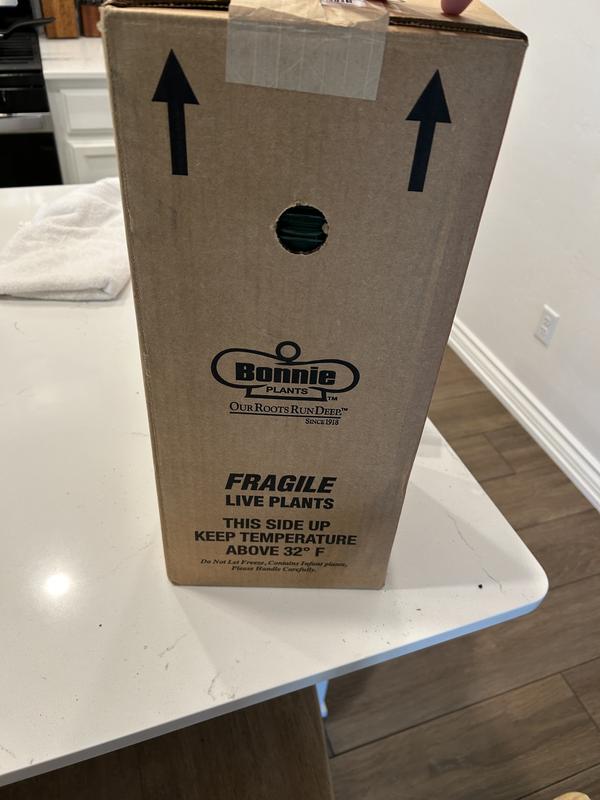 Bonnie
PLANTS TM
OUR ROOTS RUN DEEP.™
SINCE 1918
FRAGILE
LIVE PLANTS
THIS SIDE UP
KEEP TEMPERATURE
ABOVE 32° F
Do Not Let Freeze, Contains Infant plants,
Please Handle Carefully.